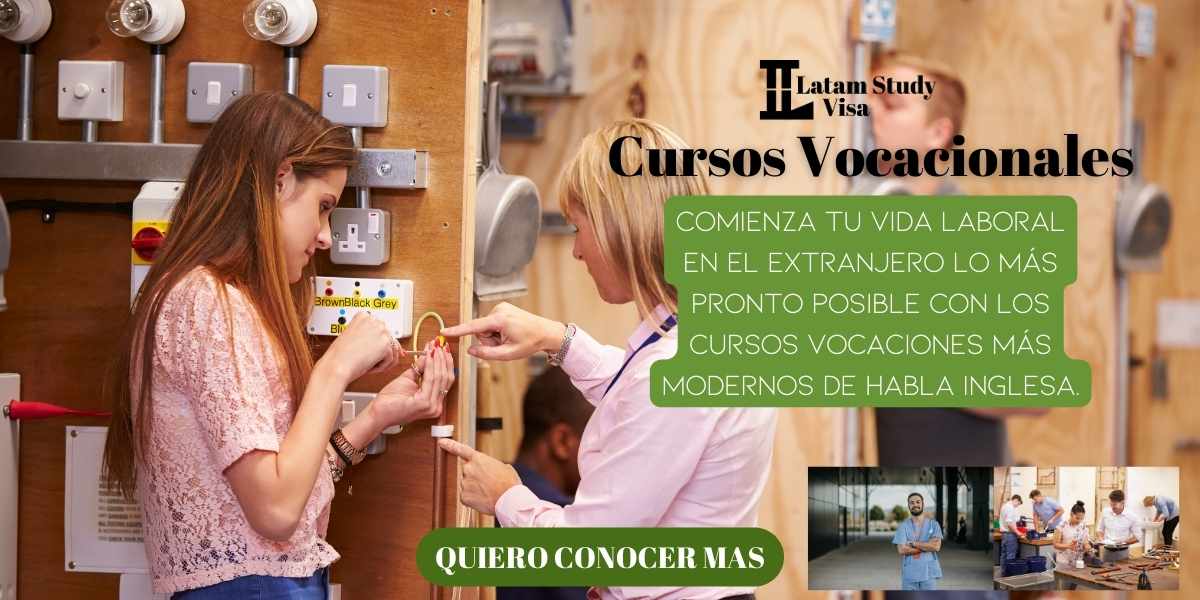 Latam Study
Visa
Cursos Vocacionales
COMIENZA TU VIDA LABORAL
EN EL EXTRANJERO LO MÁS
PRONTO POSIBLE CON LOS
CURSOS VOCACIONES MÁS
MODERNOS DE HABLA INGLESA.
BrownBlack Grey
Bl
QUIERO CONOCER MAS